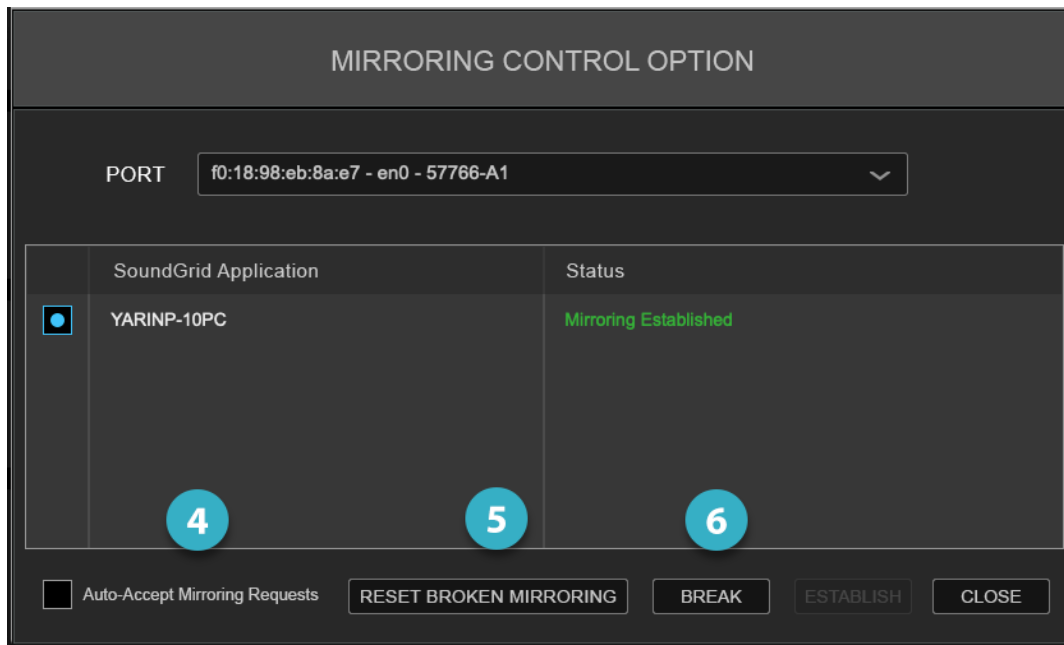 MIRRORING CONTROL OPTION
PORT f0:18:98:eb:8a:e7 - en0 - 57766-A1
SoundGrid Application Status
YARINP-10PC Mirroring Established
4 5 6
Auto-Accept Mirroring Requests RESET BROKEN MIRRORING BREAK ESTABLISH CLOSE